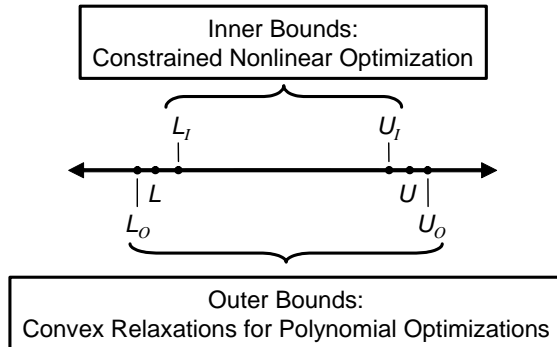 Inner Bounds:
Constrained Nonlinear Optimization
L_I U_I
L U
L_O U_O
Outer Bounds:
Convex Relaxations for Polynomial Optimizations